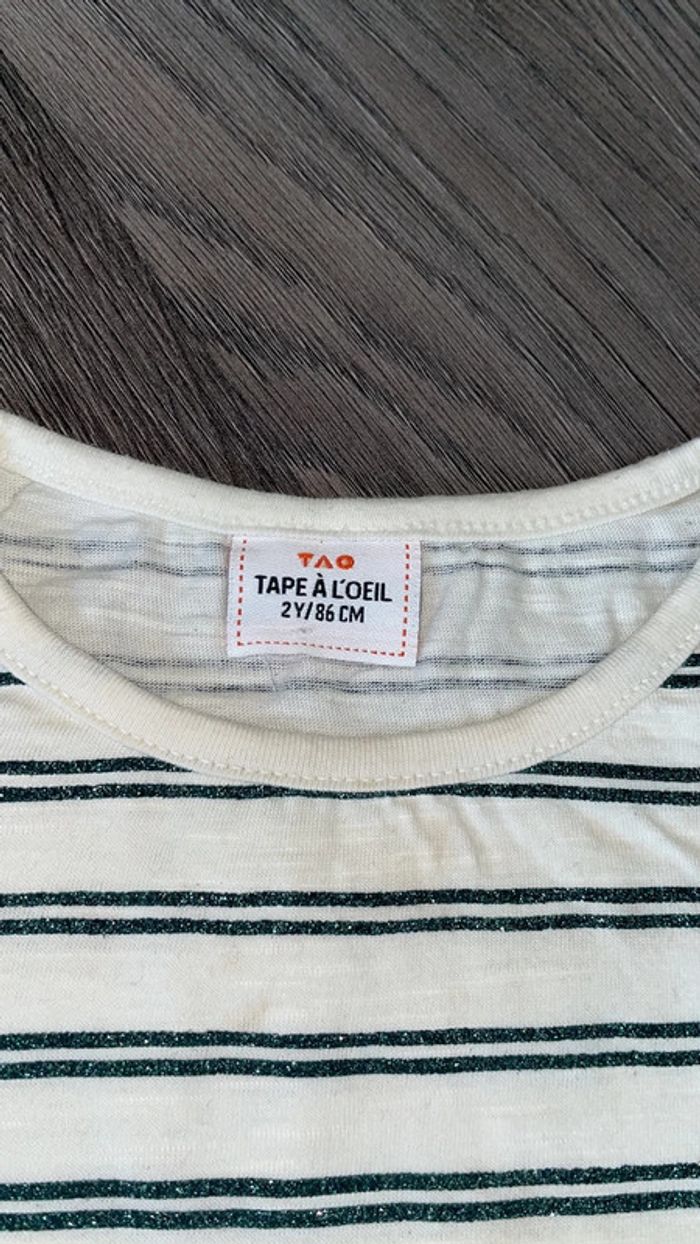 TAO
TAPE À L'OEIL
2Y/86 CM